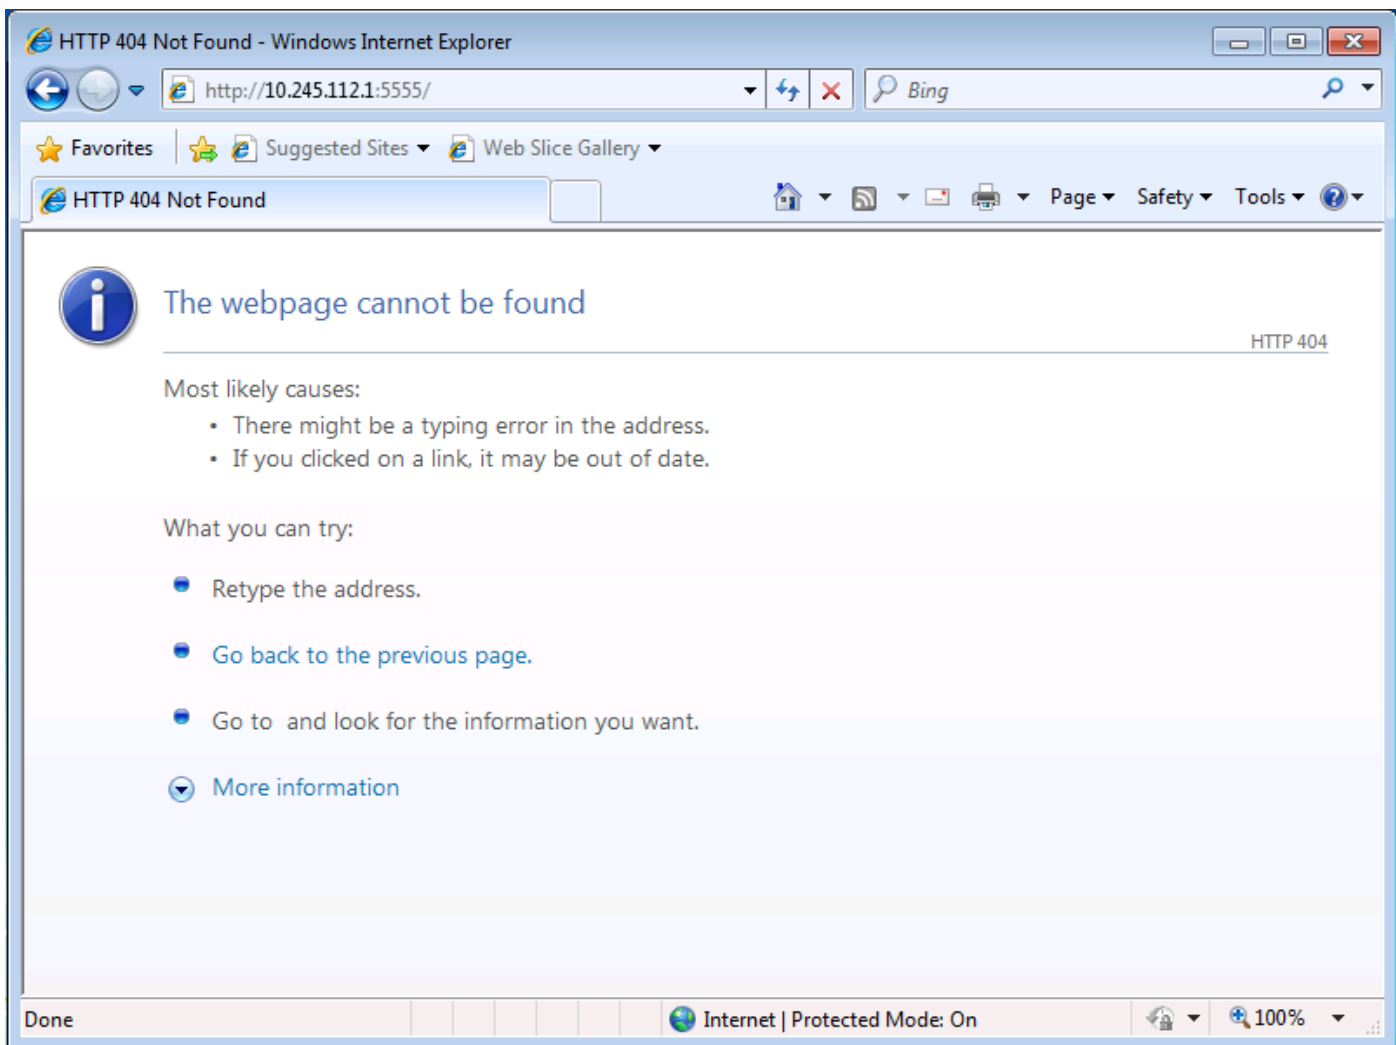 HTTP 404 Not Found - Windows Internet Explorer
http://10.245.112.1:5555/
Bing
Favorites Suggested Sites Web Slice Gallery
HTTP 404 Not Found Page Safety Tools
The webpage cannot be found
HTTP 404
Most likely causes:
• There might be a typing error in the address.
• If you clicked on a link, it may be out of date.
What you can try:
Retype the address.
Go back to the previous page.
Go to  and look for the information you want.
More information
Done Internet | Protected Mode: On 100%